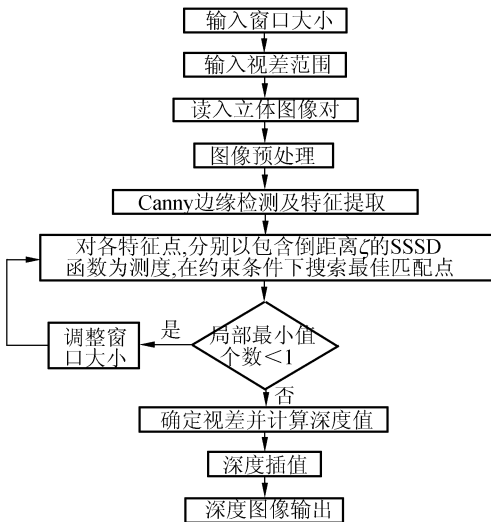 输入窗口大小
输入视差范围
读入立体图像对
图像预处理
Canny边缘检测及特征提取
对各特征点,分别以包含倒距离ζ的SSSD
函数为测度,在约束条件下搜索最佳匹配点
局部最小值
个数<1
是
调整窗
口大小
否
确定视差并计算深度值
深度插值
深度图像输出